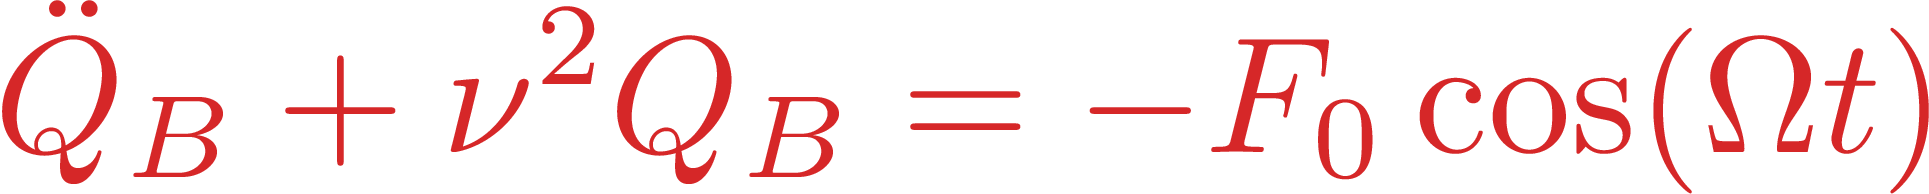 Q̈_B + ν²Q_B = −F₀ cos(Ωt)